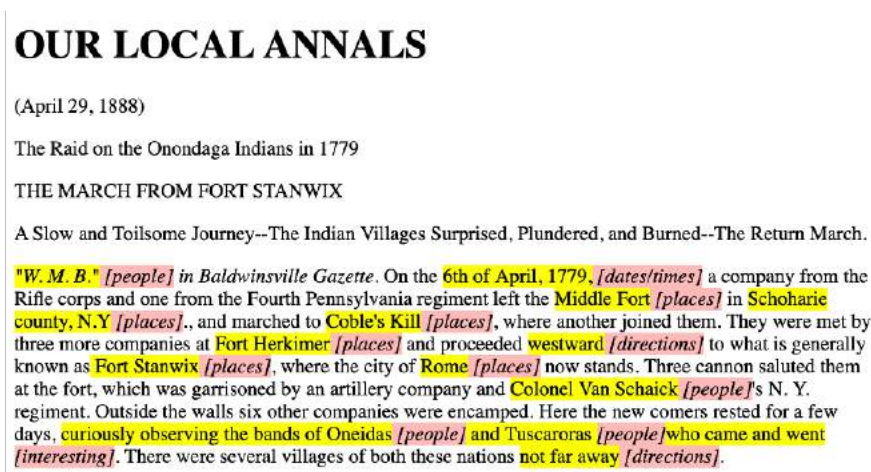 OUR LOCAL ANNALS
(April 29, 1888)
The Raid on the Onondaga Indians in 1779
THE MARCH FROM FORT STANWIX
A Slow and Toilsome Journey--The Indian Villages Surprised, Plundered, and Burned--The Return March.
"W. M. B." [people] in Baldwinsville Gazette. On the 6th of April, 1779, [dates/times] a company from the
Rifle corps and one from the Fourth Pennsylvania regiment left the Middle Fort [places] in Schoharie
county, N.Y [places]., and marched to Coble's Kill [places], where another joined them. They were met by
three more companies at Fort Herkimer [places] and proceeded westward [directions] to what is generally
known as Fort Stanwix [places], where the city of Rome [places] now stands. Three cannon saluted them
at the fort, which was garrisoned by an artillery company and Colonel Van Schaick [people]'s N. Y.
regiment. Outside the walls six other companies were encamped. Here the new comers rested for a few
days, curiously observing the bands of Oneidas [people] and Tuscaroras [people]who came and went
[interesting]. There were several villages of both these nations not far away [directions].